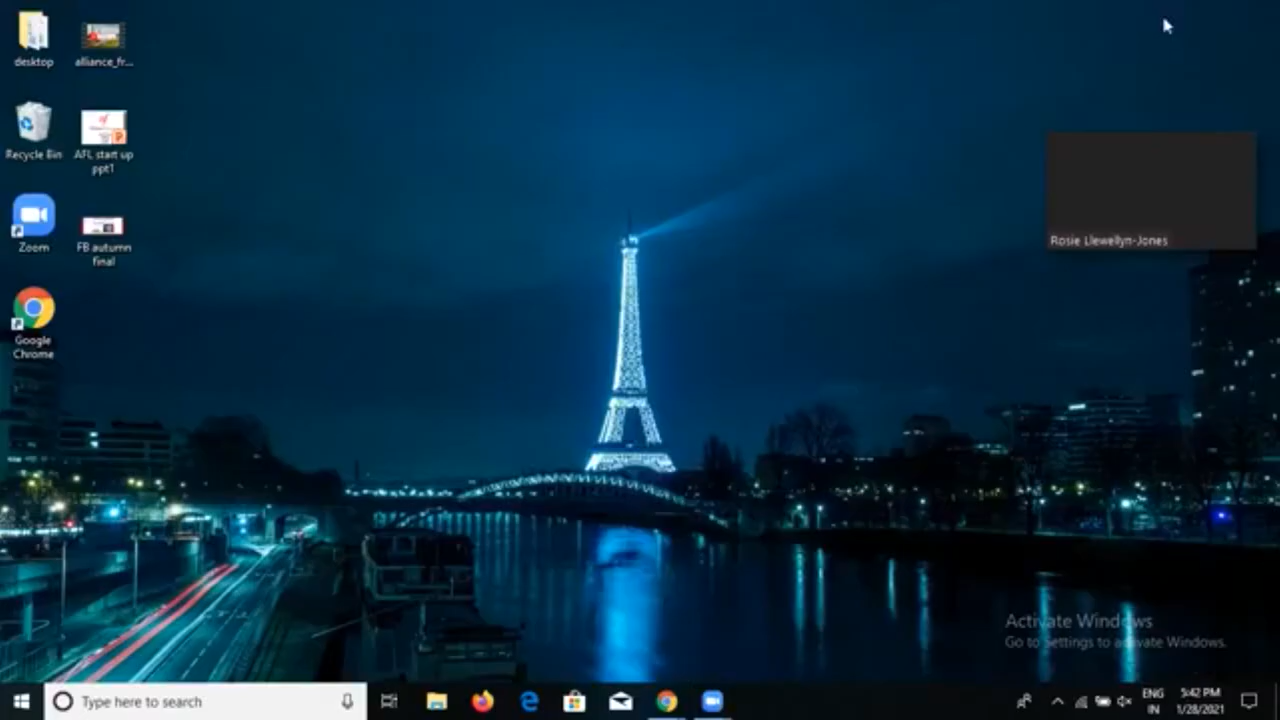 desktop
alliance_fr...
Recycle Bin
AFL start up
ppt1
Zoom
FB autumn
final
Google
Chrome
Rosie Llewellyn-Jones
Activate Windows
Go to Settings to activate Windows.
Type here to search
ENG
IN
5:42 PM
1/28/2021